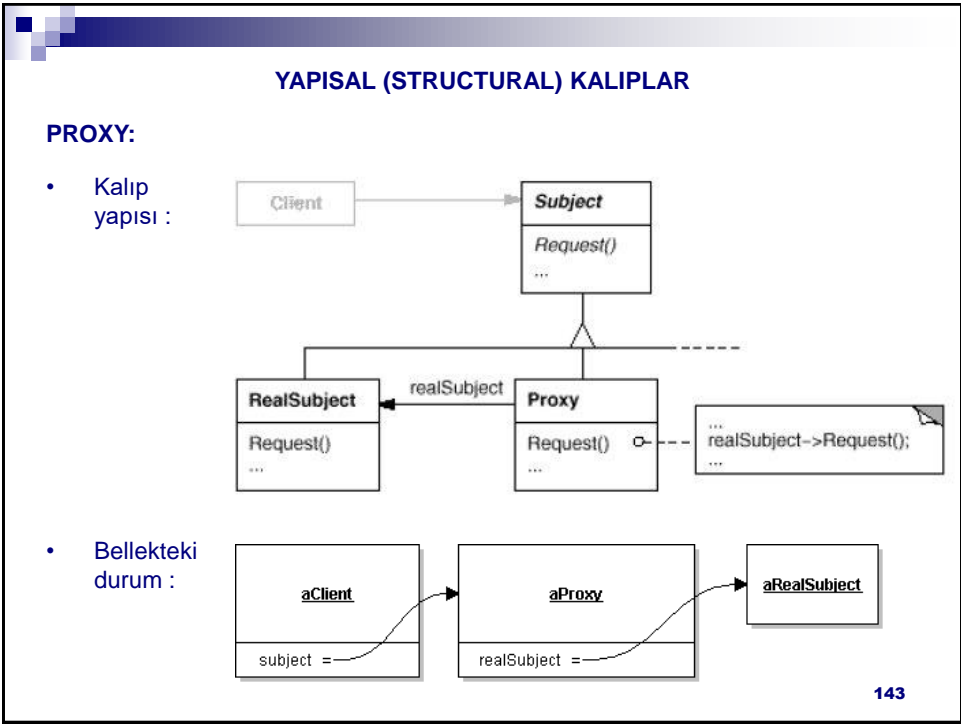 YAPISAL (STRUCTURAL) KALIPLAR
PROXY:
• Kalıp
yapısı :
Client
Subject
Request()
...
RealSubject
Request()
...
realSubject
Proxy
Request()
...
...
realSubject->Request();
...
• Bellekteki
durum :
aClient
subject =
aProxy
realSubject =
aRealSubject
143